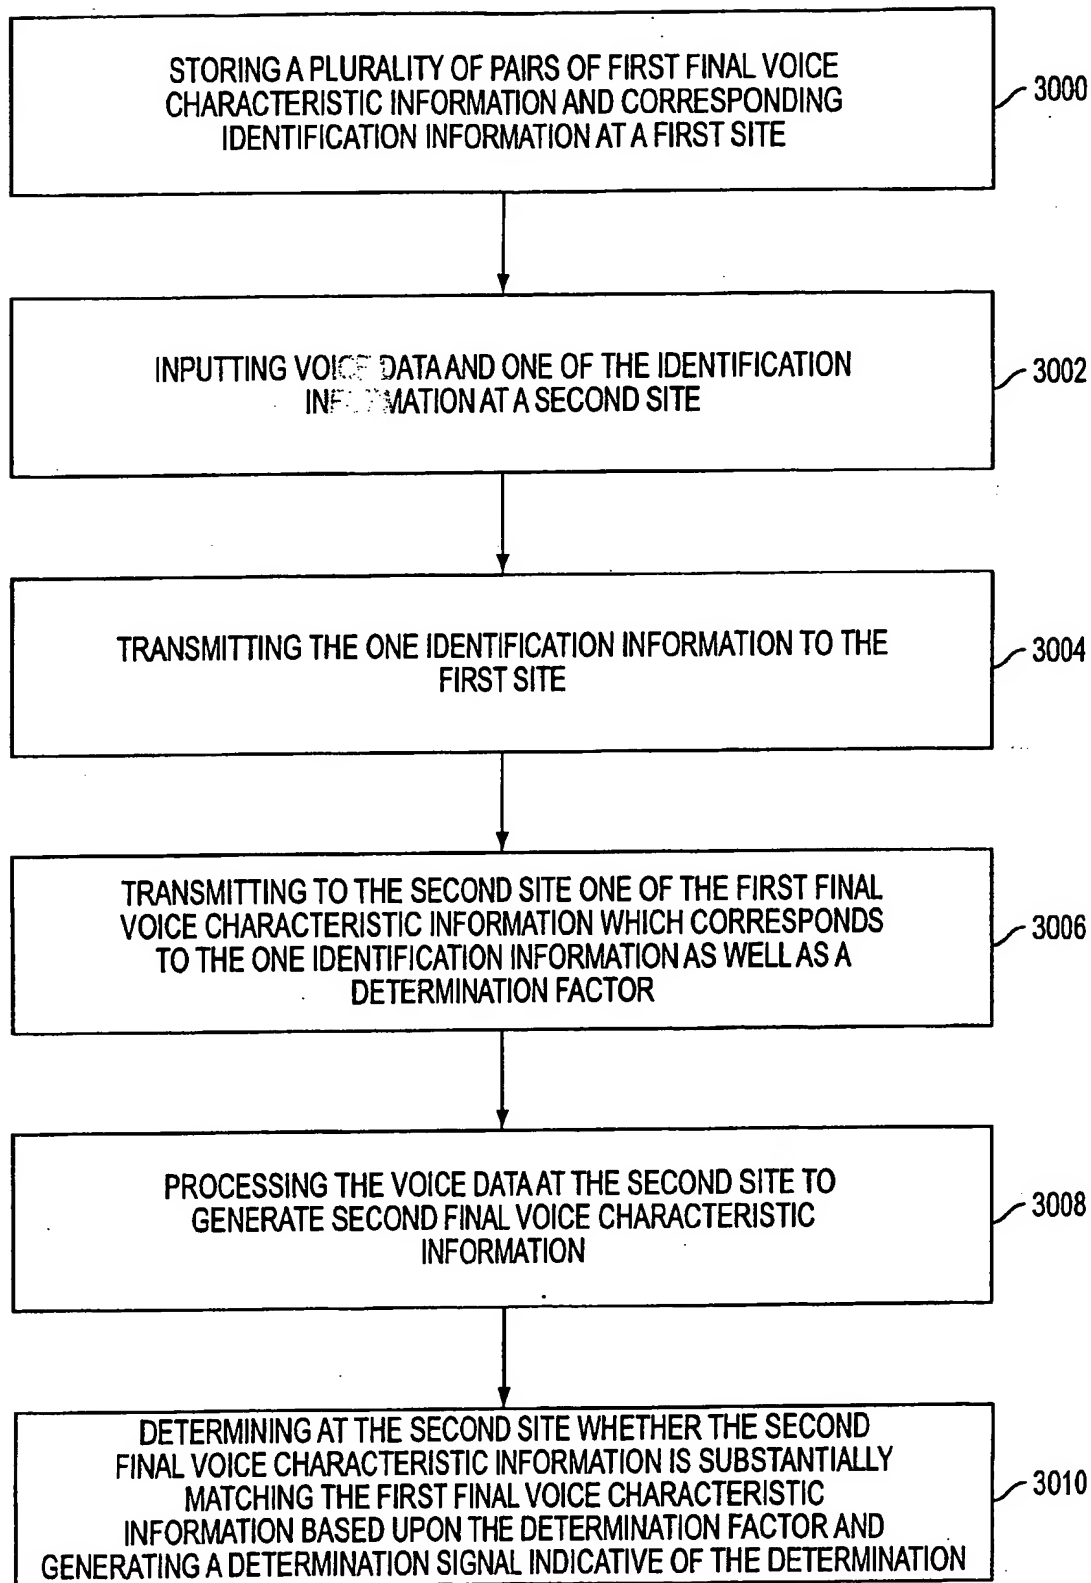 STORING A PLURALITY OF PAIRS OF FIRST FINAL VOICE
CHARACTERISTIC INFORMATION AND CORRESPONDING
IDENTIFICATION INFORMATION AT A FIRST SITE
3000
INPUTTING VOICE DATA AND ONE OF THE IDENTIFICATION
INFORMATION AT A SECOND SITE
3002
TRANSMITTING THE ONE IDENTIFICATION INFORMATION TO THE
FIRST SITE
3004
TRANSMITTING TO THE SECOND SITE ONE OF THE FIRST FINAL
VOICE CHARACTERISTIC INFORMATION WHICH CORRESPONDS
TO THE ONE IDENTIFICATION INFORMATION AS WELL AS A
DETERMINATION FACTOR
3006
PROCESSING THE VOICE DATA AT THE SECOND SITE TO
GENERATE SECOND FINAL VOICE CHARACTERISTIC
INFORMATION
3008
DETERMINING AT THE SECOND SITE WHETHER THE SECOND
FINAL VOICE CHARACTERISTIC INFORMATION IS SUBSTANTIALLY
MATCHING THE FIRST FINAL VOICE CHARACTERISTIC
INFORMATION BASED UPON THE DETERMINATION FACTOR AND
GENERATING A DETERMINATION SIGNAL INDICATIVE OF THE DETERMINATION
3010